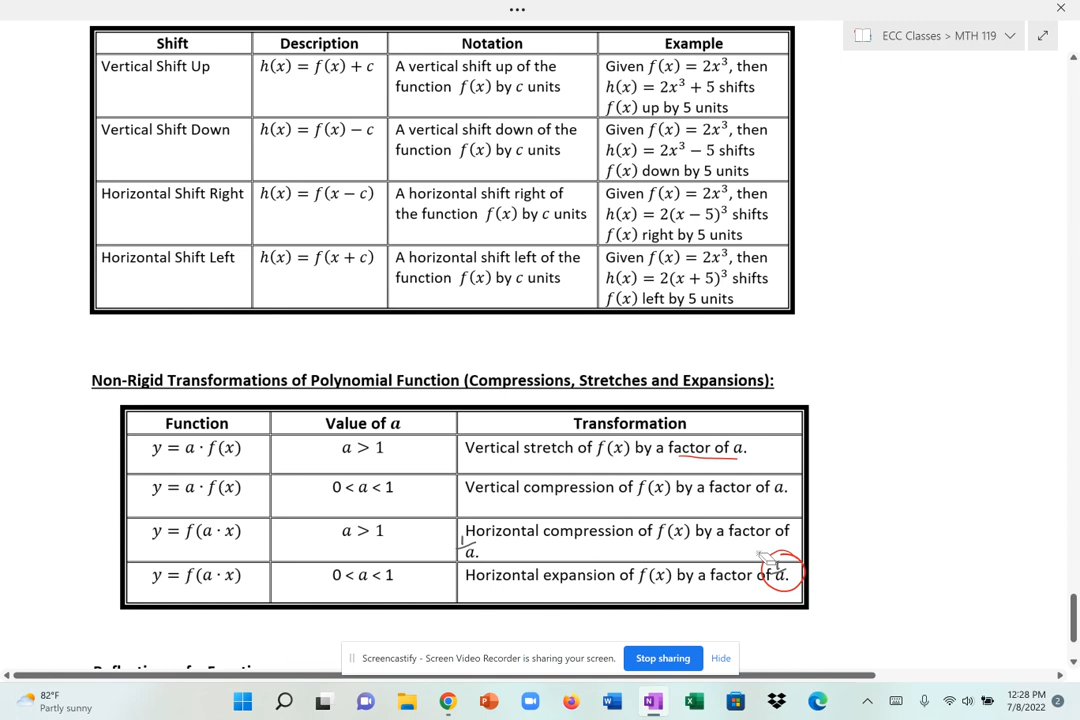 ECC Classes > MTH 119
Shift Description Notation Example
Vertical Shift Up h(x) = f(x) + c A vertical shift up of the Given f(x) = 2x³, then
function f(x) by c units h(x) = 2x³ + 5 shifts
f(x) up by 5 units
Vertical Shift Down h(x) = f(x) − c A vertical shift down of the Given f(x) = 2x³, then
function f(x) by c units h(x) = 2x³ − 5 shifts
f(x) down by 5 units
Horizontal Shift Right h(x) = f(x − c) A horizontal shift right of Given f(x) = 2x³, then
the function f(x) by c units h(x) = 2(x − 5)³ shifts
f(x) right by 5 units
Horizontal Shift Left h(x) = f(x + c) A horizontal shift left of the Given f(x) = 2x³, then
function f(x) by c units h(x) = 2(x + 5)³ shifts
f(x) left by 5 units
Non-Rigid Transformations of Polynomial Function (Compressions, Stretches and Expansions):
Function Value of a Transformation
y = a · f(x) a > 1 Vertical stretch of f(x) by a factor of a.
y = a · f(x) 0 < a < 1 Vertical compression of f(x) by a factor of a.
y = f(a · x) a > 1 Horizontal compression of f(x) by a factor of
1/a.
y = f(a · x) 0 < a < 1 Horizontal expansion of f(x) by a factor of 1/a.
Screencastify - Screen Video Recorder is sharing your screen. Stop sharing Hide
82°F
Partly sunny
12:28 PM
7/8/2022
2